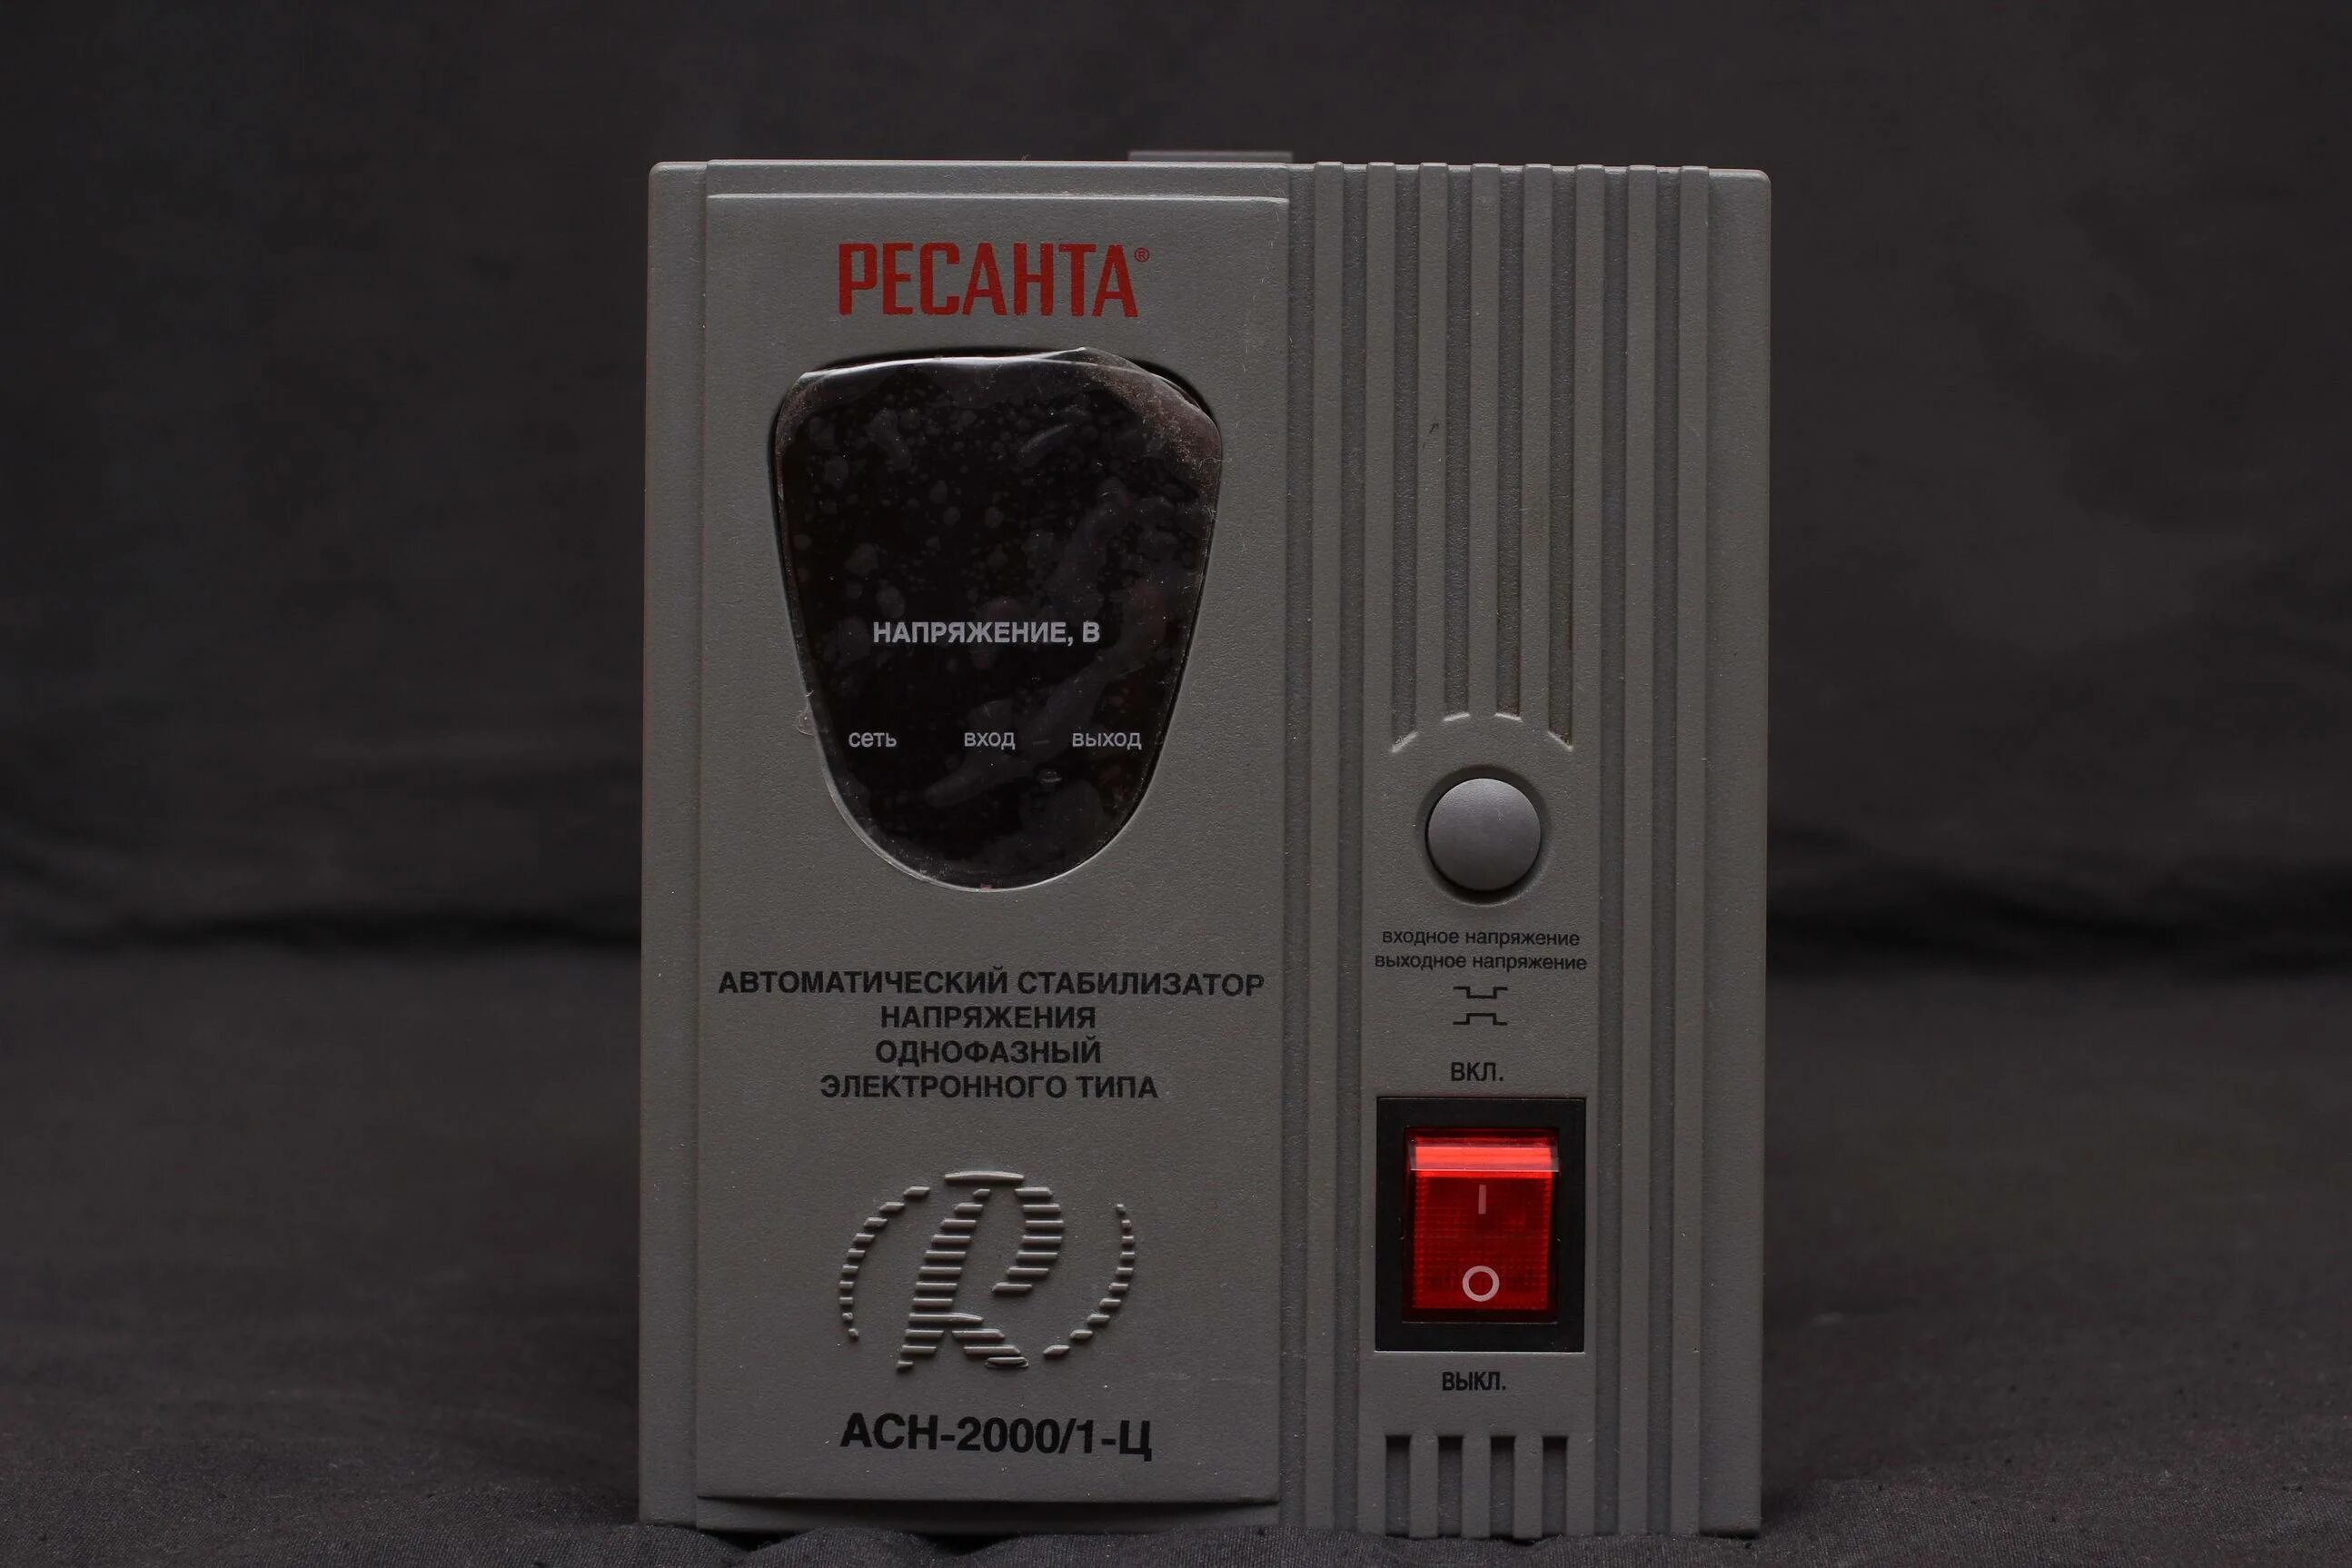 РЕСАНТА®
НАПРЯЖЕНИЕ, В
сеть вход выход
АВТОМАТИЧЕСКИЙ СТАБИЛИЗАТОР
НАПРЯЖЕНИЯ
ОДНОФАЗНЫЙ
ЭЛЕКТРОННОГО ТИПА
R
АСН-2000/1-Ц
входное напряжение
выходное напряжение
ВКЛ.
I
O
ВЫКЛ.